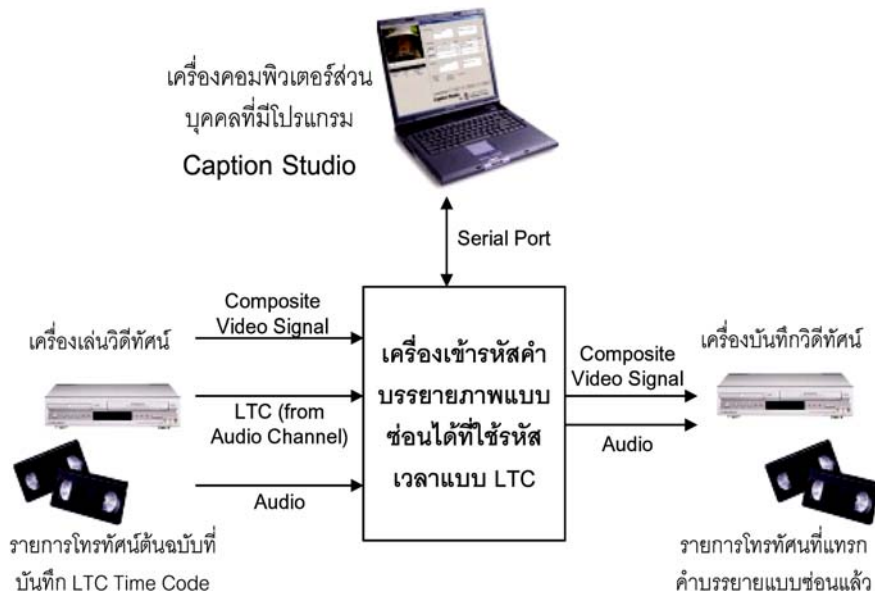 เครื่องคอมพิวเตอร์ส่วน
บุคคลที่มีโปรแกรม
Caption Studio
Serial Port
เครื่องเล่นวิดีทัศน์
Composite
Video Signal
LTC (from
Audio Channel)
Audio
รายการโทรทัศน์ต้นฉบับที่
บันทึก LTC Time Code
เครื่องเข้ารหัสคำ
บรรยายภาพแบบ
ซ่อนได้ที่ใช้รหัส
เวลาแบบ LTC
Composite
Video Signal
Audio
เครื่องบันทึกวิดีทัศน์
รายการโทรทัศนที่แทรก
คำบรรยายแบบซ่อนแล้ว